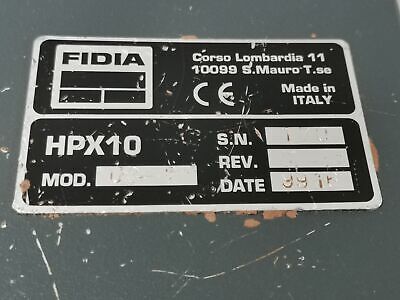 FIDIA
Corso Lombardia 11
10099 S.Mauro T.se
CE
Made in
ITALY
HPX10
MOD.
S.N.
REV.
DATE